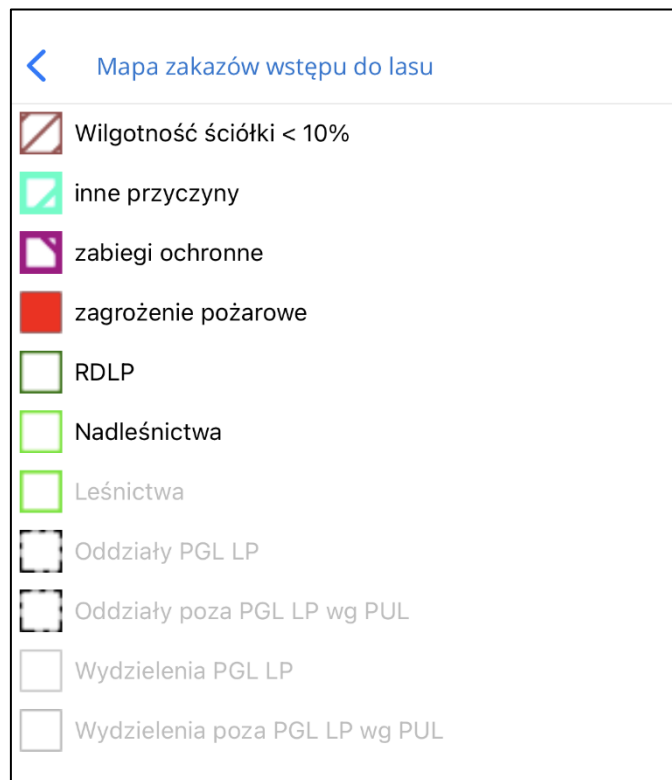 Mapa zakazów wstępu do lasu
Wilgotność ściółki < 10%
inne przyczyny
zabiegi ochronne
zagrożenie pożarowe
RDLP
Nadleśnictwa
Leśnictwa
Oddziały PGL LP
Oddziały poza PGL LP wg PUL
Wydzielenia PGL LP
Wydzielenia poza PGL LP wg PUL